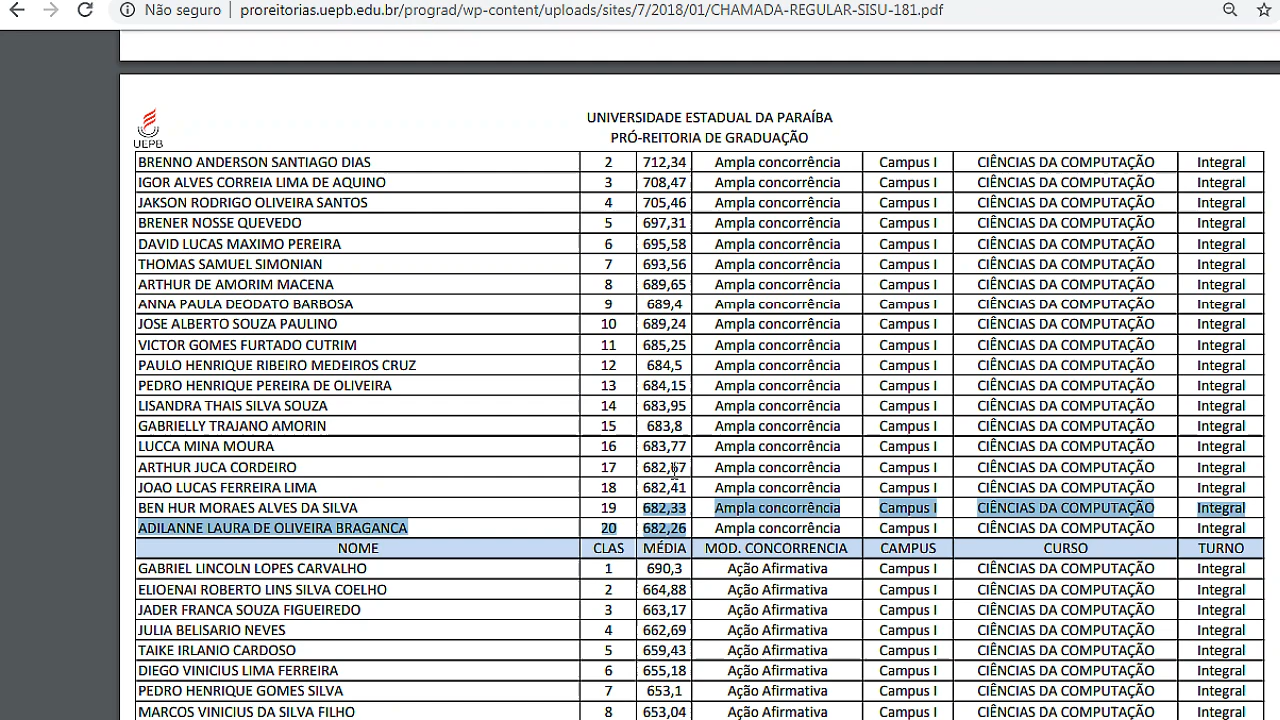 Não seguro proreitorias.uepb.edu.br/prograd/wp-content/uploads/sites/7/2018/01/CHAMADA-REGULAR-SISU-181.pdf
UEPB
UNIVERSIDADE ESTADUAL DA PARAÍBA
PRÓ-REITORIA DE GRADUAÇÃO
BRENNO ANDERSON SANTIAGO DIAS 2 712,34 Ampla concorrência Campus I CIÊNCIAS DA COMPUTAÇÃO Integral
IGOR ALVES CORREIA LIMA DE AQUINO 3 708,47 Ampla concorrência Campus I CIÊNCIAS DA COMPUTAÇÃO Integral
JAKSON RODRIGO OLIVEIRA SANTOS 4 705,46 Ampla concorrência Campus I CIÊNCIAS DA COMPUTAÇÃO Integral
BRENER NOSSE QUEVEDO 5 697,31 Ampla concorrência Campus I CIÊNCIAS DA COMPUTAÇÃO Integral
DAVID LUCAS MAXIMO PEREIRA 6 695,58 Ampla concorrência Campus I CIÊNCIAS DA COMPUTAÇÃO Integral
THOMAS SAMUEL SIMONIAN 7 693,56 Ampla concorrência Campus I CIÊNCIAS DA COMPUTAÇÃO Integral
ARTHUR DE AMORIM MACENA 8 689,65 Ampla concorrência Campus I CIÊNCIAS DA COMPUTAÇÃO Integral
ANNA PAULA DEODATO BARBOSA 9 689,4 Ampla concorrência Campus I CIÊNCIAS DA COMPUTAÇÃO Integral
JOSE ALBERTO SOUZA PAULINO 10 689,24 Ampla concorrência Campus I CIÊNCIAS DA COMPUTAÇÃO Integral
VICTOR GOMES FURTADO CUTRIM 11 685,25 Ampla concorrência Campus I CIÊNCIAS DA COMPUTAÇÃO Integral
PAULO HENRIQUE RIBEIRO MEDEIROS CRUZ 12 684,5 Ampla concorrência Campus I CIÊNCIAS DA COMPUTAÇÃO Integral
PEDRO HENRIQUE PEREIRA DE OLIVEIRA 13 684,15 Ampla concorrência Campus I CIÊNCIAS DA COMPUTAÇÃO Integral
LISANDRA THAIS SILVA SOUZA 14 683,95 Ampla concorrência Campus I CIÊNCIAS DA COMPUTAÇÃO Integral
GABRIELLY TRAJANO AMORIN 15 683,8 Ampla concorrência Campus I CIÊNCIAS DA COMPUTAÇÃO Integral
LUCCA MINA MOURA 16 683,77 Ampla concorrência Campus I CIÊNCIAS DA COMPUTAÇÃO Integral
ARTHUR JUCA CORDEIRO 17 Ampla concorrência Campus I CIÊNCIAS DA COMPUTAÇÃO Integral
JOAO LUCAS FERREIRA LIMA 18 682,41 Ampla concorrência Campus I CIÊNCIAS DA COMPUTAÇÃO Integral
BEN HUR MORAES ALVES DA SILVA 19 682,33 Ampla concorrência Campus I CIÊNCIAS DA COMPUTAÇÃO Integral
ADILANNE LAURA DE OLIVEIRA BRAGANCA 20 682,26 Ampla concorrência Campus I CIÊNCIAS DA COMPUTAÇÃO Integral
NOME CLAS MÉDIA MOD. CONCORRENCIA CAMPUS CURSO TURNO
GABRIEL LINCOLN LOPES CARVALHO 1 690,3 Ação Afirmativa Campus I CIÊNCIAS DA COMPUTAÇÃO Integral
ELIOENAI ROBERTO LINS SILVA COELHO 2 664,88 Ação Afirmativa Campus I CIÊNCIAS DA COMPUTAÇÃO Integral
JADER FRANCA SOUZA FIGUEIREDO 3 663,17 Ação Afirmativa Campus I CIÊNCIAS DA COMPUTAÇÃO Integral
JULIA BELISARIO NEVES 4 662,69 Ação Afirmativa Campus I CIÊNCIAS DA COMPUTAÇÃO Integral
TAIKE IRLANIO CARDOSO 5 659,43 Ação Afirmativa Campus I CIÊNCIAS DA COMPUTAÇÃO Integral
DIEGO VINICIUS LIMA FERREIRA 6 655,18 Ação Afirmativa Campus I CIÊNCIAS DA COMPUTAÇÃO Integral
PEDRO HENRIQUE GOMES SILVA 7 653,1 Ação Afirmativa Campus I CIÊNCIAS DA COMPUTAÇÃO Integral
MARCOS VINICIUS DA SILVA FILHO 8 653,04 Ação Afirmativa Campus I CIÊNCIAS DA COMPUTAÇÃO Integral